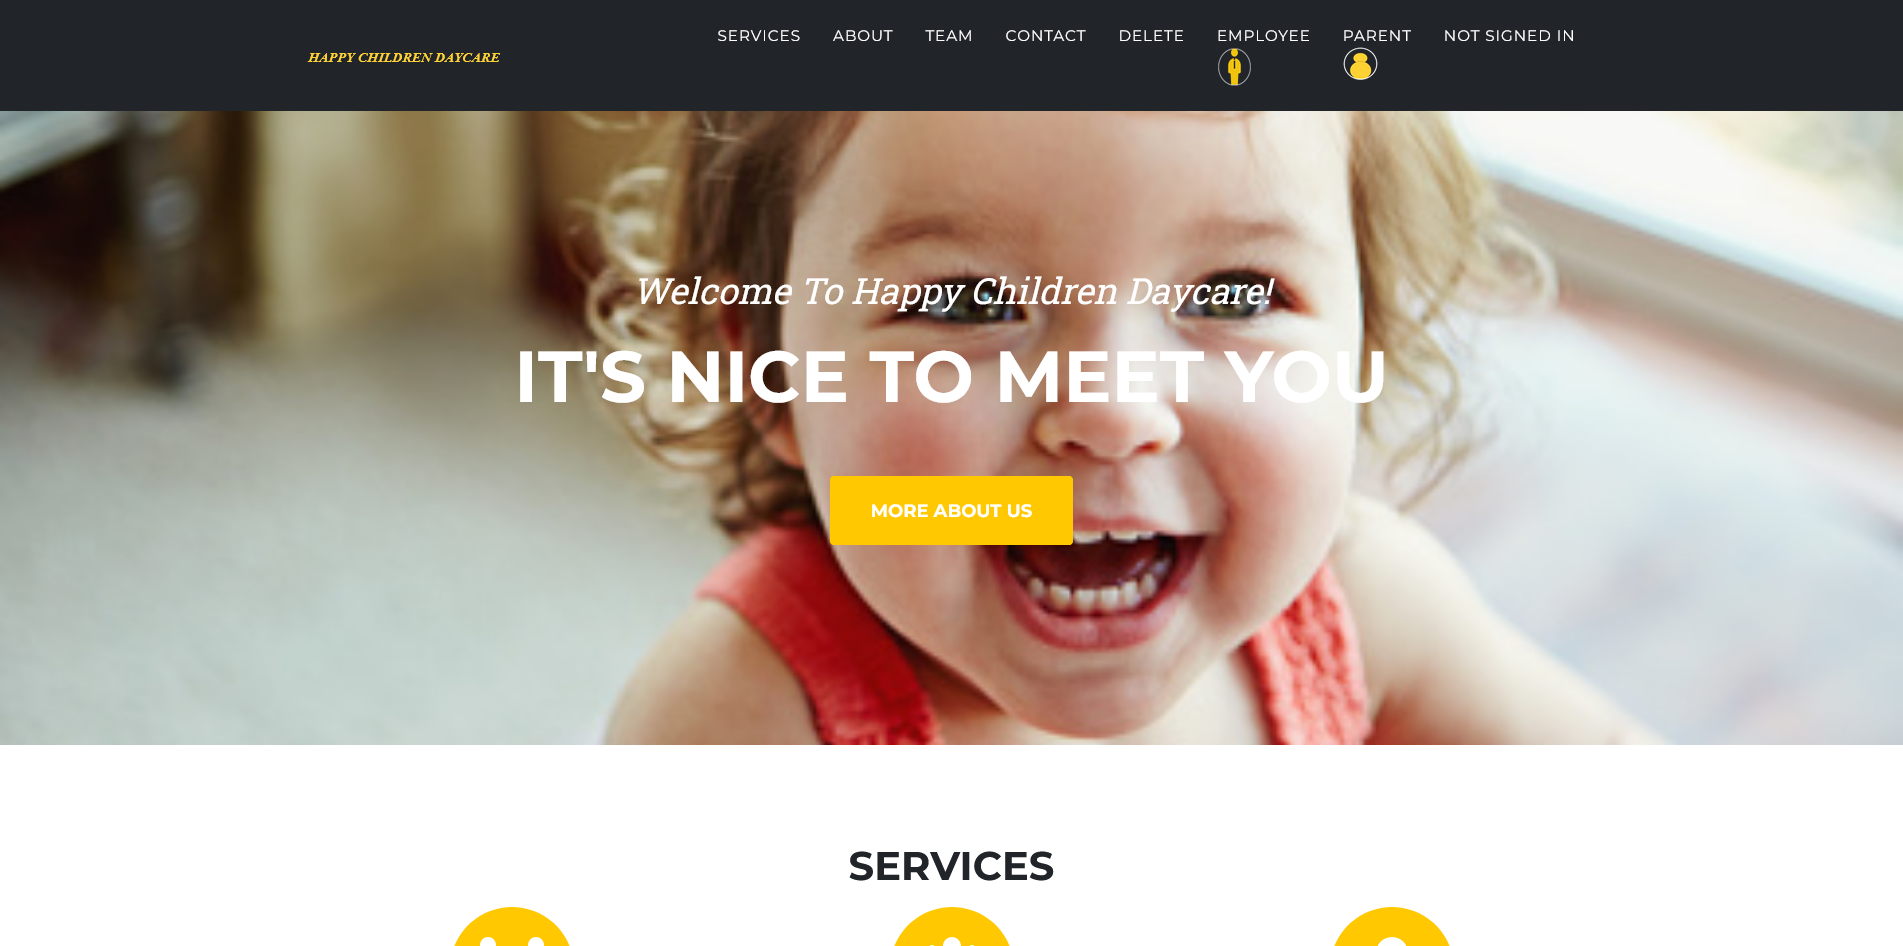 HAPPY CHILDREN DAYCARE
SERVICES ABOUT TEAM CONTACT DELETE EMPLOYEE PARENT NOT SIGNED IN
Welcome To Happy Children Daycare!
IT'S NICE TO MEET YOU
MORE ABOUT US
SERVICES